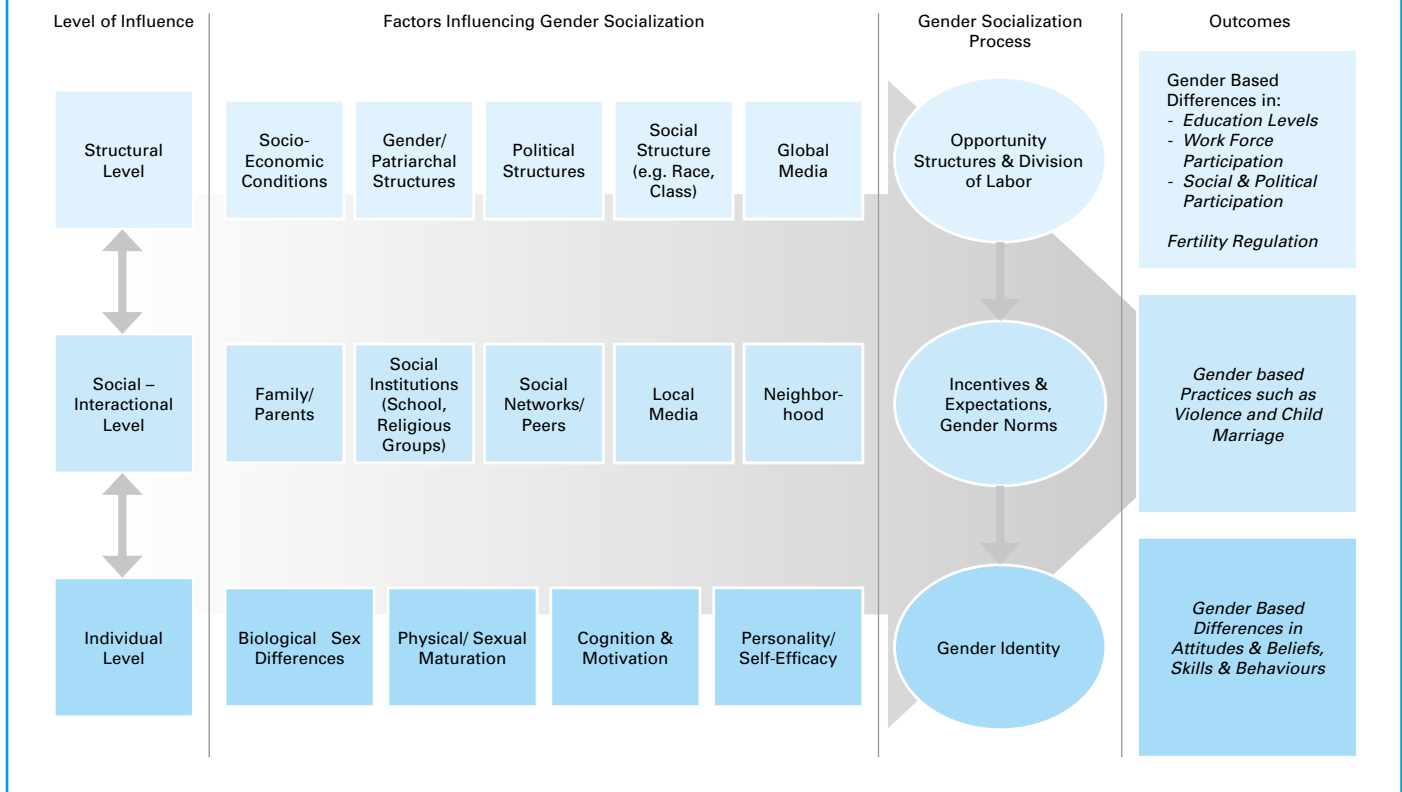 Level of Influence
Factors Influencing Gender Socialization
Gender Socialization
Process
Outcomes
Structural
Level
Socio-
Economic
Conditions
Gender/
Patriarchal
Structures
Political
Structures
Social
Structure
(e.g. Race,
Class)
Global
Media
Opportunity
Structures & Division
of Labor
Gender Based
Differences in:
- Education Levels
- Work Force
Participation
- Social & Political
Participation
Fertility Regulation
Social –
Interactional
Level
Family/
Parents
Social
Institutions
(School,
Religious
Groups)
Social
Networks/
Peers
Local
Media
Neighbor-
hood
Incentives &
Expectations,
Gender Norms
Gender based
Practices such as
Violence and Child
Marriage
Individual
Level
Biological Sex
Differences
Physical/ Sexual
Maturation
Cognition &
Motivation
Personality/
Self-Efficacy
Gender Identity
Gender Based
Differences in
Attitudes & Beliefs,
Skills & Behaviours